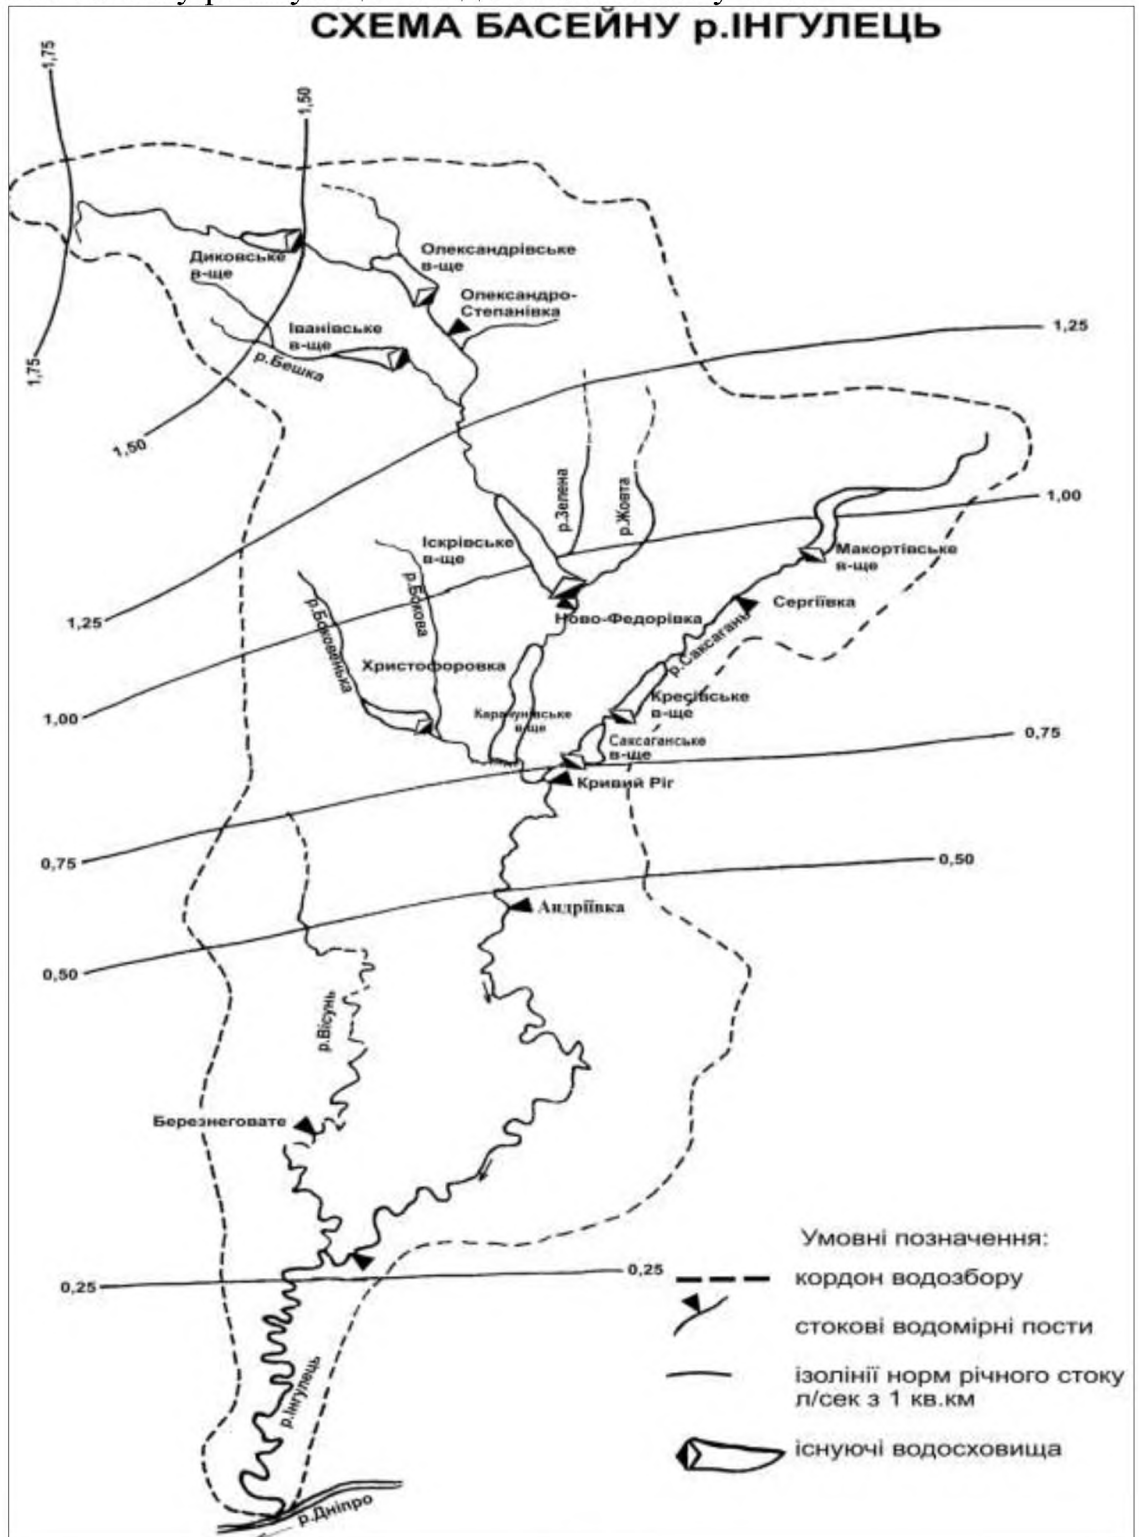 СХЕМА БАСЕЙНУ р.ІНГУЛЕЦЬ
1,75
1,50
Диковське
в-ще
Олександрівське
в-ще
Олександро-
Степанівка
Іванівське
в-ще
р.Бешка
1,25
1,75
1,50
р.Зелена
р.Жовта
1,00
Іскрівське
в-ще
Макортівське
в-ще
р.Бокова
р.Боковенька
Сергіївка
Ново-Федорівка
1,25
р.Саксагань
Христофоровка
Кресівське
в-ще
Карачунівське
в-ще
1,00
Саксаганське
в-ще
0,75
Кривий Ріг
0,75
0,50
Андріївка
0,50
р.Вісунь
Березнеговате
0,25
0,25
р.Інгулець
р.Дніпро
Умовні позначення:
кордон водозбору
стокові водомірні пости
ізолінії норм річного стоку
л/сек з 1 кв.км
існуючі водосховища